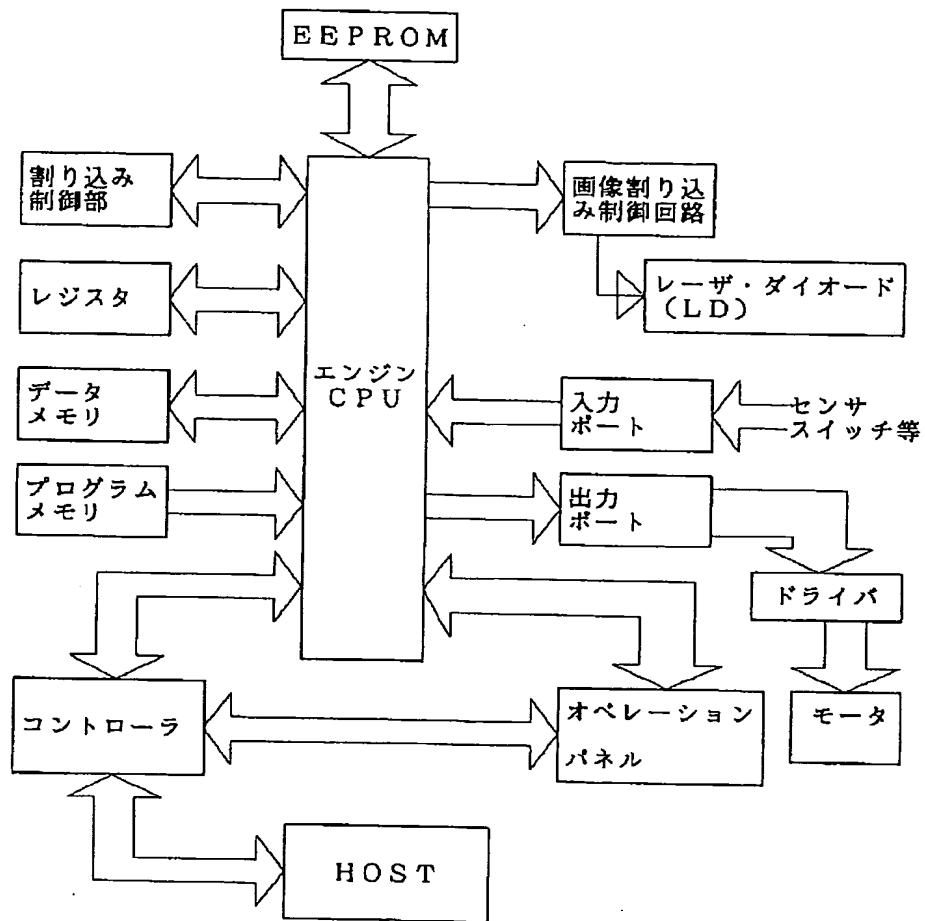 EEPROM
割り込み
制御部
画像割り込
み制御回路
レジスタ
レーザ・ダイオード
(LD)
エンジン
CPU
データ
メモリ
入力
ポート
センサ
スイッチ等
プログラム
メモリ
出力
ポート
ドライバ
コントローラ
オペレーション
パネル
モータ
HOST